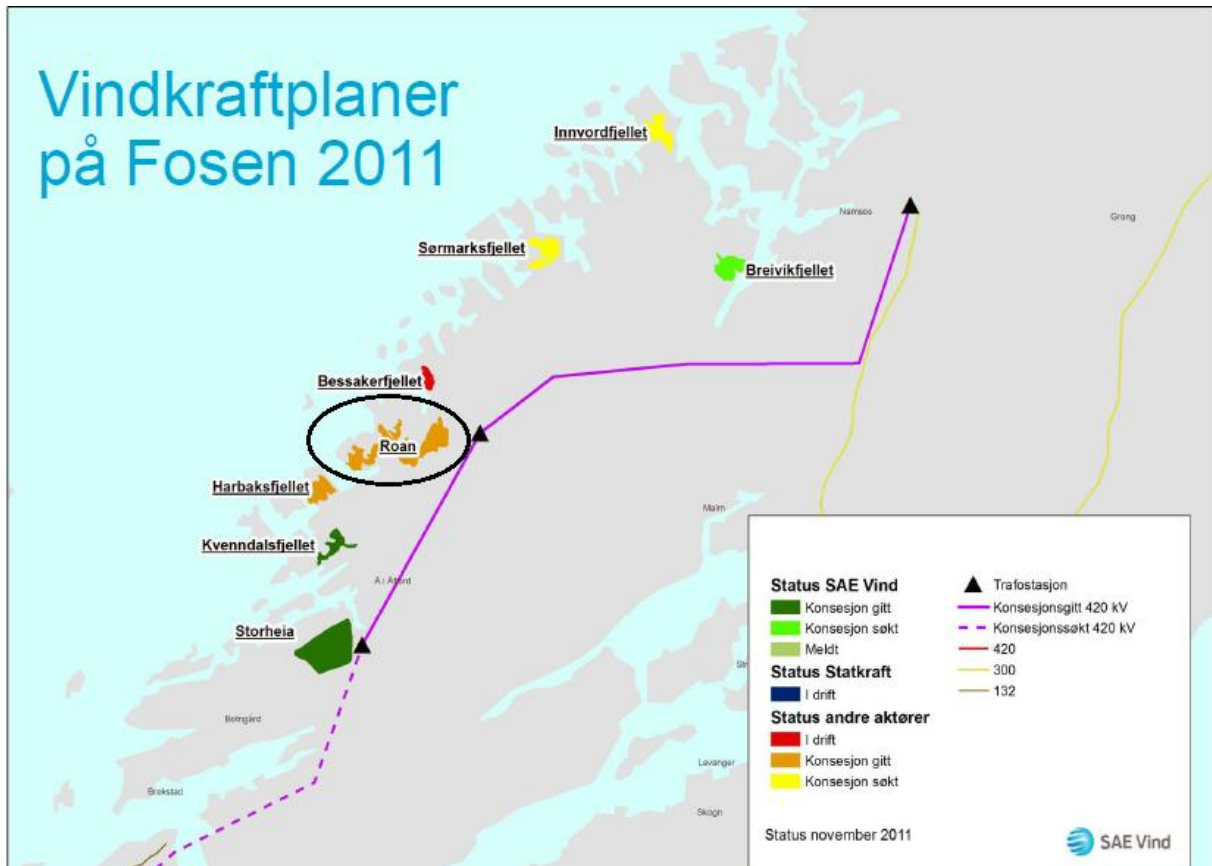 Vindkraftplaner
på Fosen 2011
Innvordfjellet
Namsos
Grong
Sørmarksfjellet
Breivikfjellet
Bessakerfjellet
Roan
Harbaksfjellet
Malm
Kvenndalsfjellet
Å i Åfjord
Storheia
Botngård
Brekstad
Levanger
Skogn
Status SAE Vind
Konsesjon gitt
Konsesjon søkt
Meldt
Status Statkraft
I drift
Status andre aktører
I drift
Konsesjon gitt
Konsesjon søkt
Trafostasjon
Konsesjonsgitt 420 kV
Konsesjonssøkt 420 kV
420
300
132
Status november 2011
SAE Vind